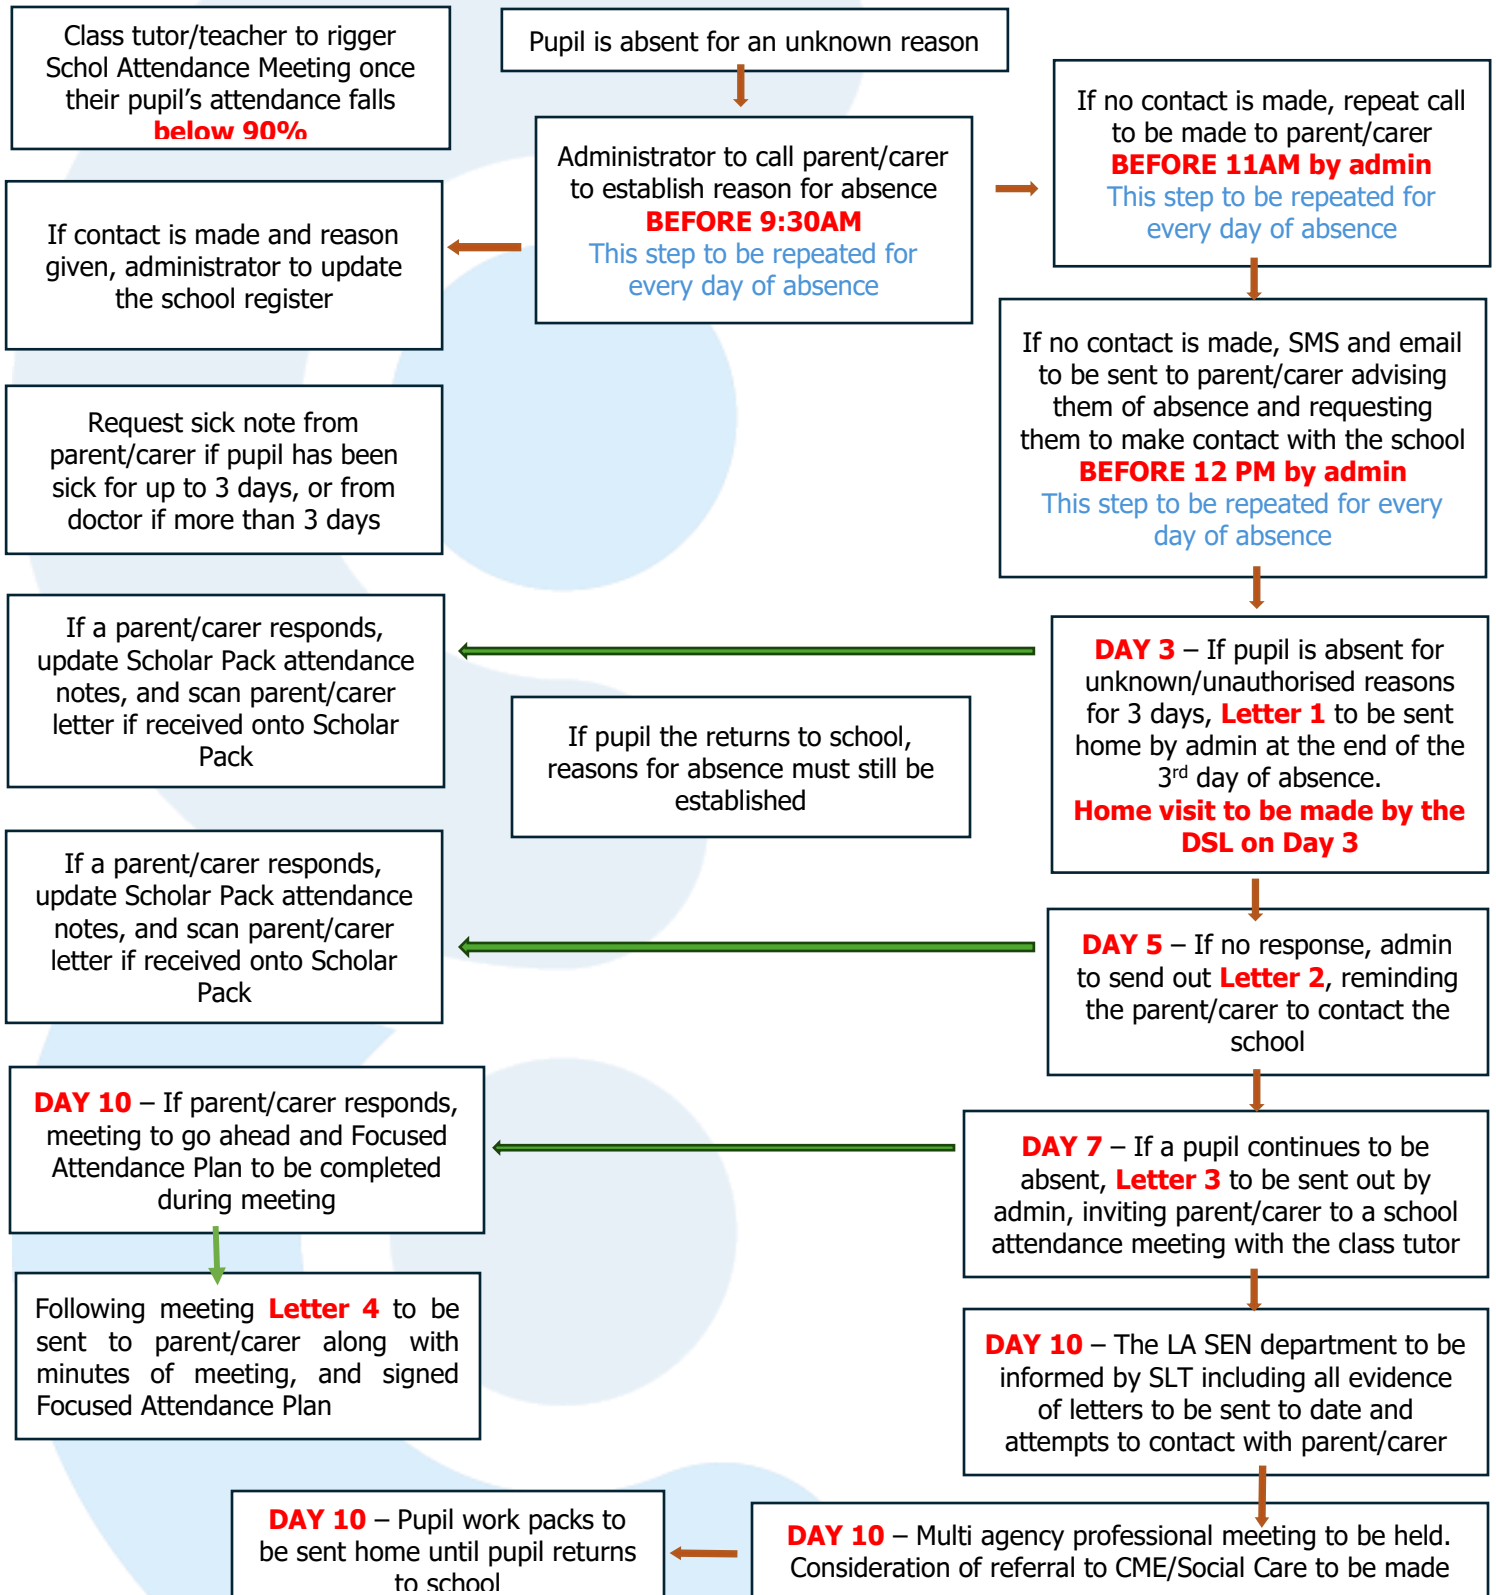 Class tutor/teacher to rigger
Schol Attendance Meeting once
their pupil's attendance falls
below 90%
Pupil is absent for an unknown reason
Administrator to call parent/carer
to establish reason for absence
BEFORE 9:30AM
This step to be repeated for
every day of absence
If no contact is made, repeat call
to be made to parent/carer
BEFORE 11AM by admin
This step to be repeated for
every day of absence
If contact is made and reason
given, administrator to update
the school register
If no contact is made, SMS and email
to be sent to parent/carer advising
them of absence and requesting
them to make contact with the school
BEFORE 12 PM by admin
This step to be repeated for every
day of absence
Request sick note from
parent/carer if pupil has been
sick for up to 3 days, or from
doctor if more than 3 days
If a parent/carer responds,
update Scholar Pack attendance
notes, and scan parent/carer
letter if received onto Scholar
Pack
DAY 3 – If pupil is absent for
unknown/unauthorised reasons
for 3 days, Letter 1 to be sent
home by admin at the end of the
3rd day of absence.
Home visit to be made by the
DSL on Day 3
If pupil the returns to school,
reasons for absence must still be
established
If a parent/carer responds,
update Scholar Pack attendance
notes, and scan parent/carer
letter if received onto Scholar
Pack
DAY 5 – If no response, admin
to send out Letter 2, reminding
the parent/carer to contact the
school
DAY 10 – If parent/carer responds,
meeting to go ahead and Focused
Attendance Plan to be completed
during meeting
DAY 7 – If a pupil continues to be
absent, Letter 3 to be sent out by
admin, inviting parent/carer to a school
attendance meeting with the class tutor
Following meeting Letter 4 to be
sent to parent/carer along with
minutes of meeting, and signed
Focused Attendance Plan
DAY 10 – The LA SEN department to be
informed by SLT including all evidence
of letters to be sent to date and
attempts to contact with parent/carer
DAY 10 – Pupil work packs to
be sent home until pupil returns
to school
DAY 10 – Multi agency professional meeting to be held.
Consideration of referral to CME/Social Care to be made